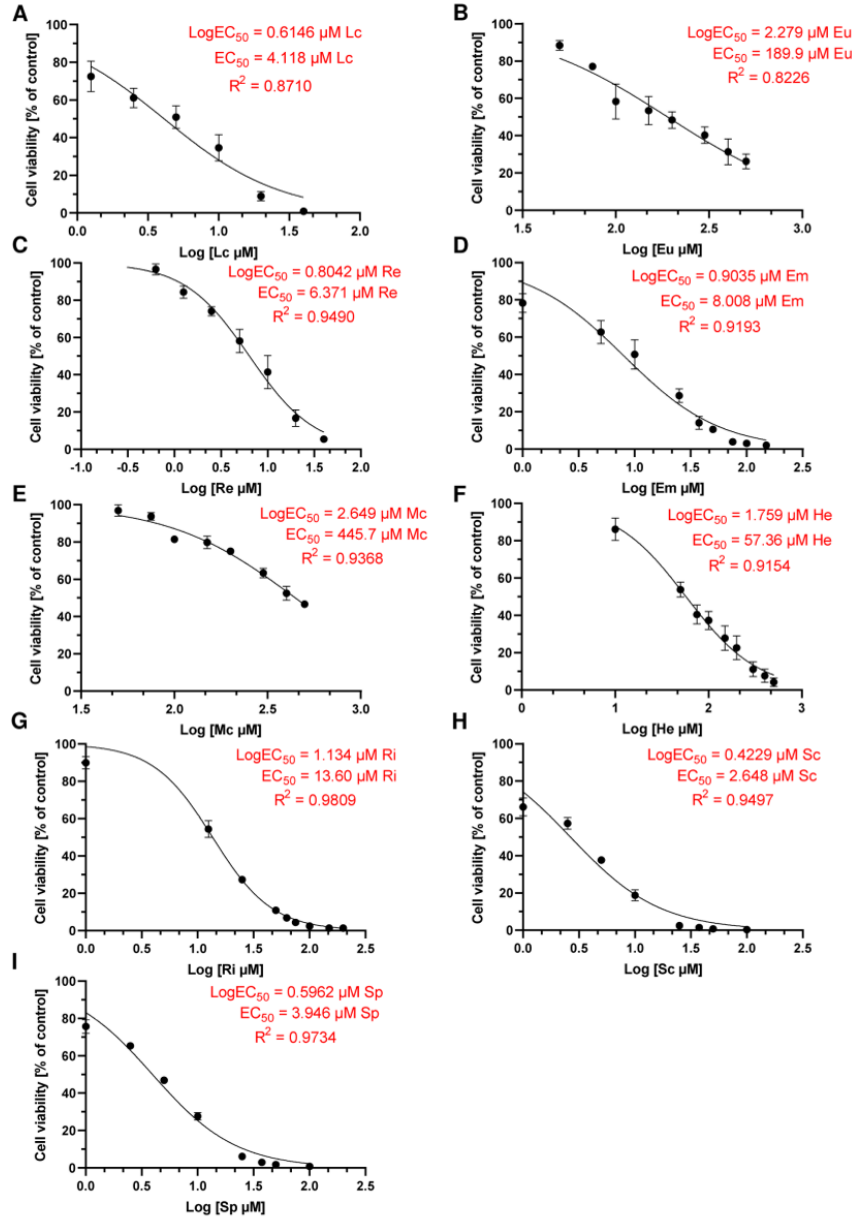 A
LogEC50 = 0.6146 µM Lc
EC50 = 4.118 µM Lc
R2 = 0.8710
Cell viability [% of control]
100
80
60
40
20
0
0.0 0.5 1.0 1.5 2.0
Log [Lc µM]
B
LogEC50 = 2.279 µM Eu
EC50 = 189.9 µM Eu
R2 = 0.8226
Cell viability [% of control]
100
80
60
40
20
0
1.5 2.0 2.5 3.0
Log [Eu µM]
C
LogEC50 = 0.8042 µM Re
EC50 = 6.371 µM Re
R2 = 0.9490
Cell viability [% of control]
100
80
60
40
20
0
-1.0 -0.5 0.0 0.5 1.0 1.5 2.0
Log [Re µM]
D
LogEC50 = 0.9035 µM Em
EC50 = 8.008 µM Em
R2 = 0.9193
Cell viability [% of control]
100
80
60
40
20
0
0.0 0.5 1.0 1.5 2.0 2.5
Log [Em µM]
E
LogEC50 = 2.649 µM Mc
EC50 = 445.7 µM Mc
R2 = 0.9368
Cell viability [% of control]
100
80
60
40
20
0
1.5 2.0 2.5 3.0
Log [Mc µM]
F
LogEC50 = 1.759 µM He
EC50 = 57.36 µM He
R2 = 0.9154
Cell viability [% of control]
100
80
60
40
20
0
0 1 2 3
Log [He µM]
G
LogEC50 = 1.134 µM Ri
EC50 = 13.60 µM Ri
R2 = 0.9809
Cell viability [% of control]
100
80
60
40
20
0
0.0 0.5 1.0 1.5 2.0 2.5
Log [Ri µM]
H
LogEC50 = 0.4229 µM Sc
EC50 = 2.648 µM Sc
R2 = 0.9497
Cell viability [% of control]
100
80
60
40
20
0
0.0 0.5 1.0 1.5 2.0 2.5
Log [Sc µM]
I
LogEC50 = 0.5962 µM Sp
EC50 = 3.946 µM Sp
R2 = 0.9734
Cell viability [% of control]
100
80
60
40
20
0
0.0 0.5 1.0 1.5 2.0 2.5
Log [Sp µM]